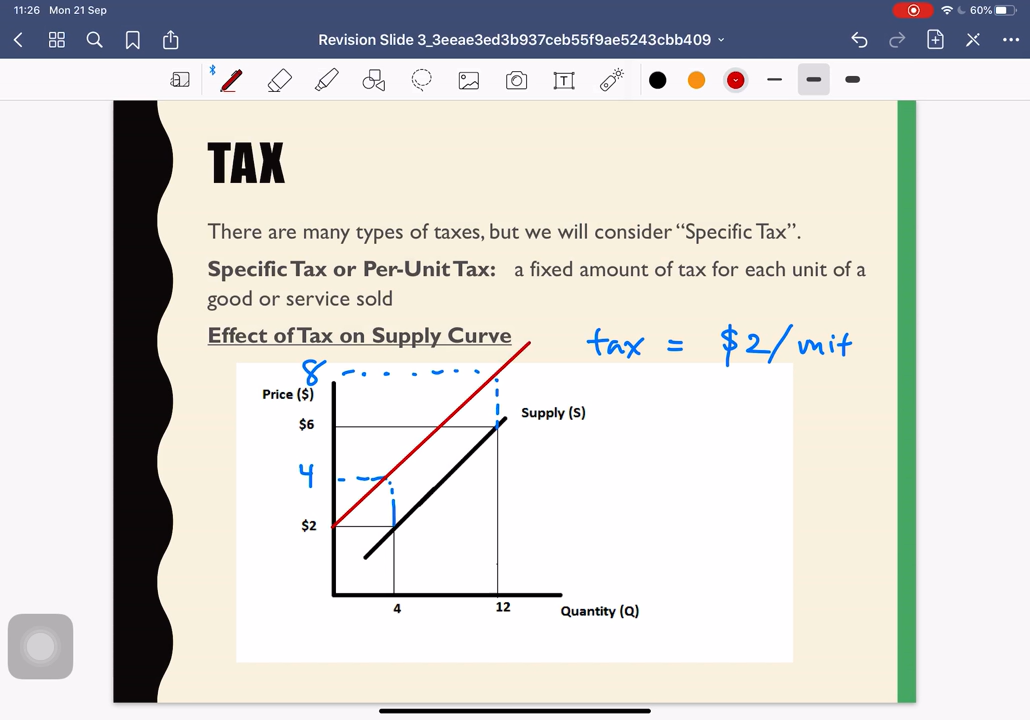 11:26 Mon 21 Sep
60%
Revision Slide 3_3eeae3ed3b937ceb55f9ae5243cbb409
T
TAX
There are many types of taxes, but we will consider “Specific Tax”.
Specific Tax or Per-Unit Tax: a fixed amount of tax for each unit of a
good or service sold
Effect of Tax on Supply Curve
tax = $2/unit
8
Price ($)
Supply (S)
$6
4
$2
4
12
Quantity (Q)